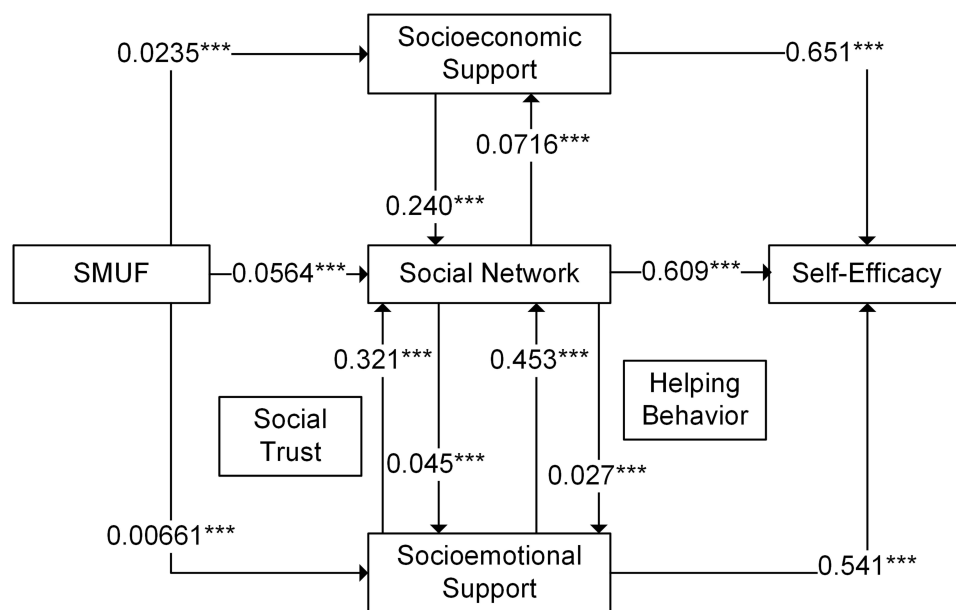 Socioeconomic
Support
0.0235***
0.651***
0.0716***
0.240***
SMUF
0.0564***
Social Network
0.609***
Self-Efficacy
0.321***
0.453***
Helping
Behavior
Social
Trust
0.045***
0.027***
0.00661***
Socioemotional
Support
0.541***